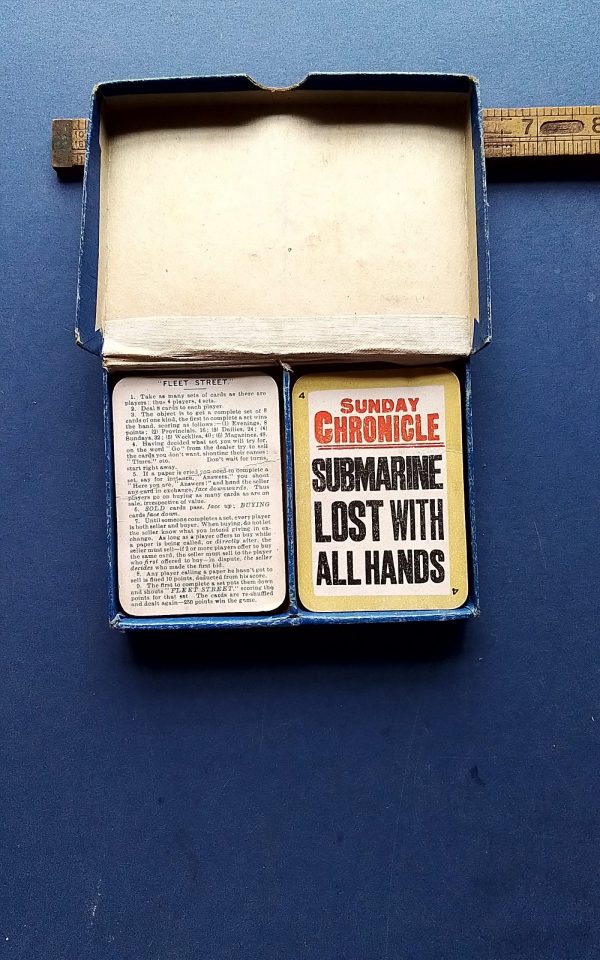 7
8
"FLEET STREET."
1. Take as many sets of cards as there are
players: thus 4 players, 4 sets.
2. Deal 8 cards to each player.
3. The object is to get a complete set of 8
cards of one kind, the first to complete a set wins
the hand, scoring as follows:—(1) Evenings, 8
points; (2) Provincials, 16; (3) Dailies, 24; (4)
Sundays, 32; (5) Weeklies, 40; (6) Magazines, 48.
4. Having decided what set you will try for,
on the word "Go" from the dealer try to sell
the cards you don't want, shouting their names:
"Times," etc. Don't wait for turns,
start right away.
5. If a paper is cried you need to complete a
set, say for instance, "Answers," you shout
"Here you are, 'Answers!'" and hand the seller
any card in exchange, face downwards. Thus
players go on buying as many cards as are on
sale, irrespective of value.
6. SOLD cards pass, face up; BUYING
cards face down.
7. Until someone completes a set, every player
is both seller and buyer. When buying, do not let
the seller know what you intend giving in ex-
change. As long as a player offers to buy while
a paper is being called, or directly after, the
seller must sell—if 2 or more players offer to buy
the same card, the seller must sell to the player
who first offered to buy—in dispute, the seller
decides who made the first bid.
8. Any player calling a paper he hasn't got to
sell is fined 10 points, deducted from his score.
9. The first to complete a set puts them down
and shouts "FLEET STREET," scoring the
points for that set. The cards are re-shuffled
and dealt again—250 points win the game.
4
SUNDAY
CHRONICLE
SUBMARINE
LOST WITH
ALL HANDS
4